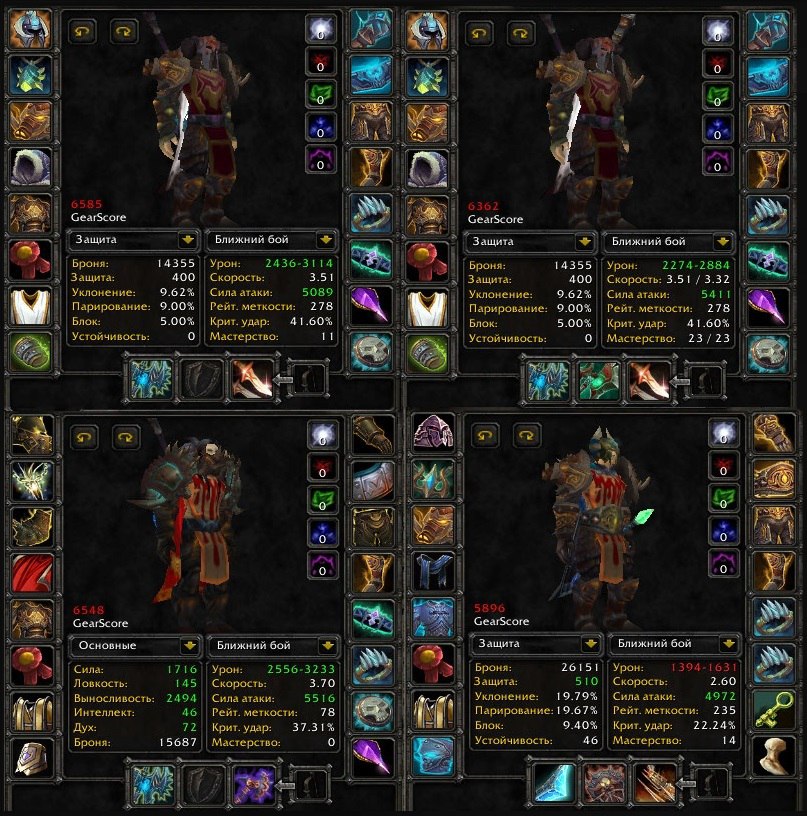 0
0
0
0
6585
GearScore
Защита
Ближний бой
Броня: 14355
Защита: 400
Уклонение: 9.62%
Парирование: 9.00%
Блок: 5.00%
Устойчивость: 0
Урон: 2436-3114
Скорость: 3.51
Сила атаки: 5089
Рейт. меткости: 278
Крит. удар: 41.60%
Мастерство: 11
0
0
0
0
0
6362
GearScore
Защита
Ближний бой
Броня: 14355
Защита: 400
Уклонение: 9.62%
Парирование: 9.00%
Блок: 5.00%
Устойчивость: 0
Урон: 2274-2884
Скорость: 3.51 / 3.32
Сила атаки: 5411
Рейт. меткости: 278
Крит. удар: 41.60%
Мастерство: 23 / 23
0
0
0
0
0
6548
GearScore
Основные
Ближний бой
Сила: 1716
Ловкость: 145
Выносливость: 2494
Интеллект: 46
Дух: 72
Броня: 15687
Урон: 2556-3233
Скорость: 3.70
Сила атаки: 5516
Рейт. меткости: 78
Крит. удар: 37.31%
Мастерство: 0
0
0
0
0
0
5896
GearScore
Защита
Ближний бой
Броня: 26151
Защита: 510
Уклонение: 19.79%
Парирование: 19.67%
Блок: 9.40%
Устойчивость: 46
Урон: 1394-1631
Скорость: 2.60
Сила атаки: 4972
Рейт. меткости: 235
Крит. удар: 22.24%
Мастерство: 14